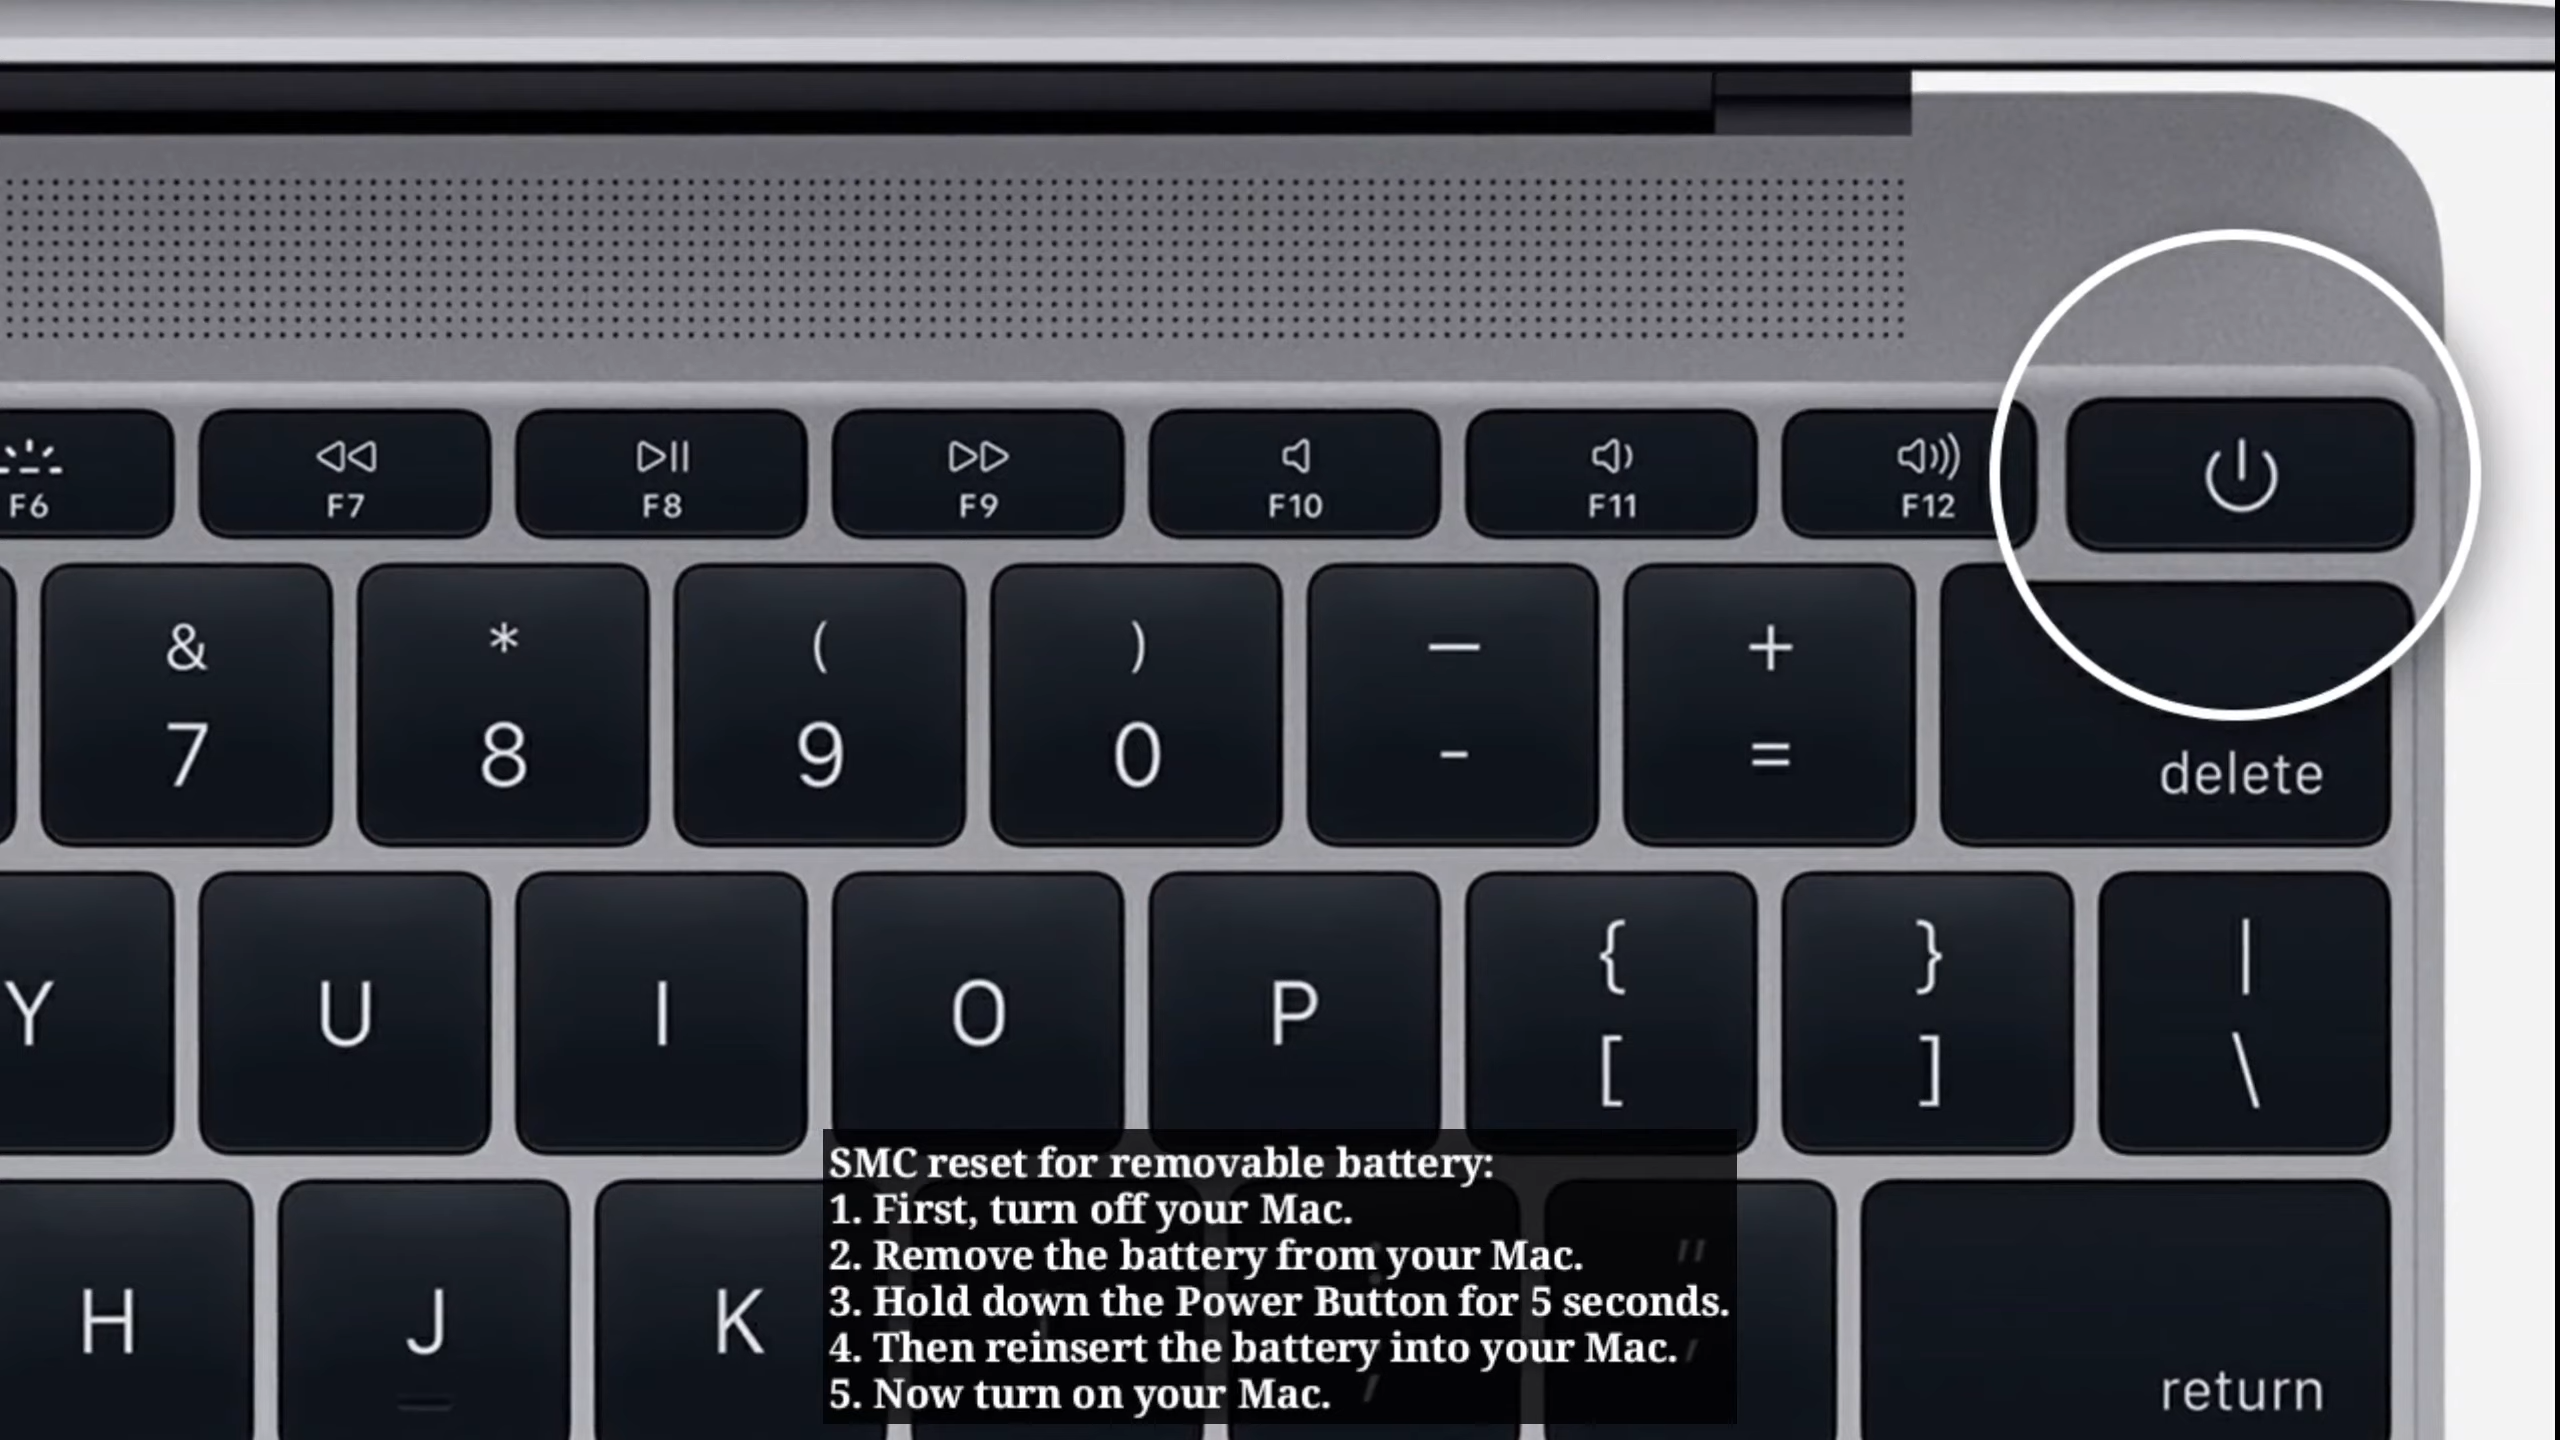 F6 F7 F8 F9 F10 F11 F12
& * ( ) — +
7 8 9 0 - = delete
{ } |
Y U I O P [ ] \
"
H J K ; '
return
SMC reset for removable battery:
1. First, turn off your Mac.
2. Remove the battery from your Mac.
3. Hold down the Power Button for 5 seconds.
4. Then reinsert the battery into your Mac.
5. Now turn on your Mac.